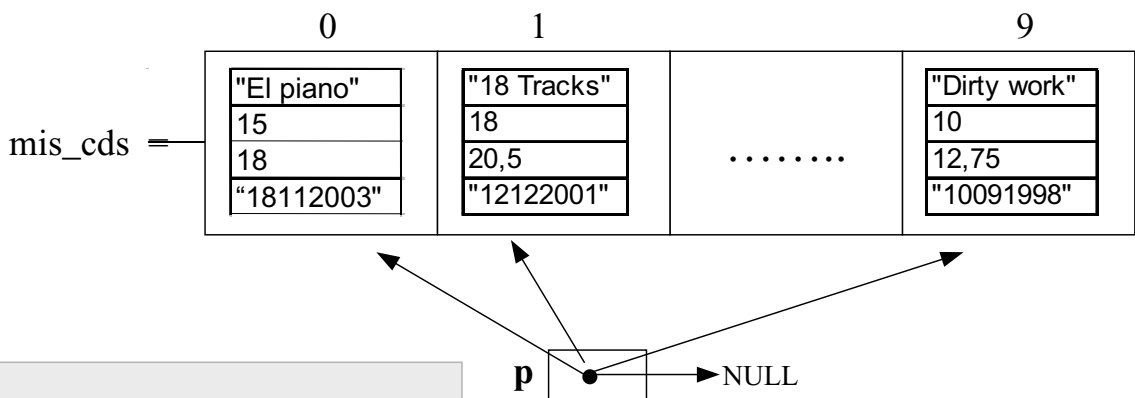 0 1 9
"El piano" "18 Tracks" "Dirty work"
15 18 10
mis_cds = 18 20,5 ........ 12,75
“18112003" "12122001" "10091998"
p NULL